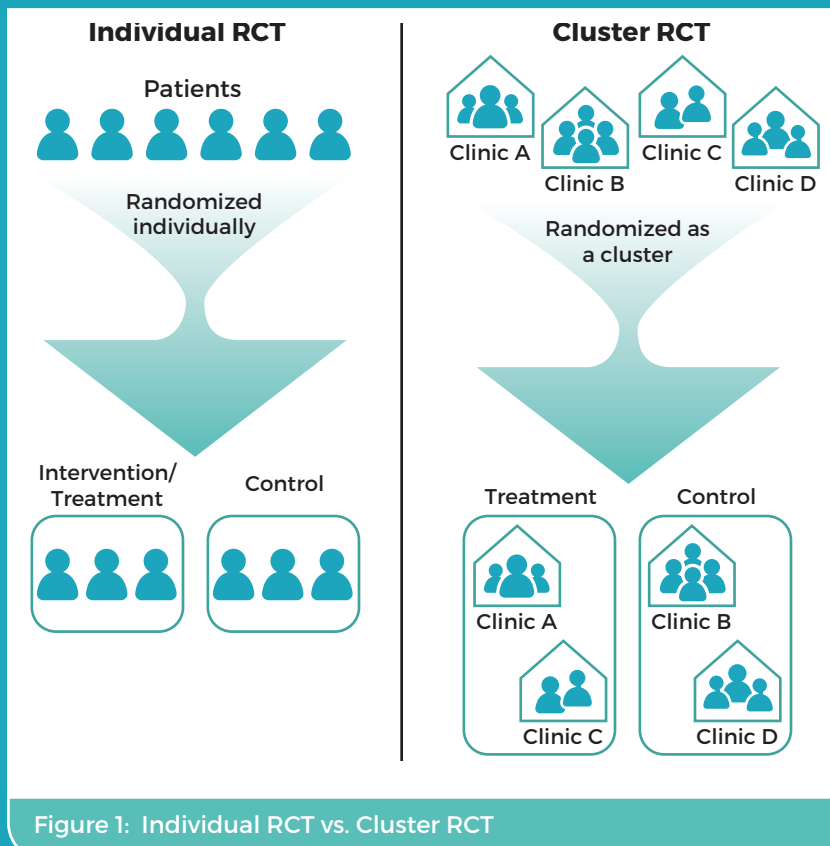 Individual RCT
Patients
Randomized
individually
Intervention/
Treatment
Control
Cluster RCT
Clinic A
Clinic B
Clinic C
Clinic D
Randomized as
a cluster
Treatment
Control
Clinic A
Clinic C
Clinic B
Clinic D
Figure 1: Individual RCT vs. Cluster RCT